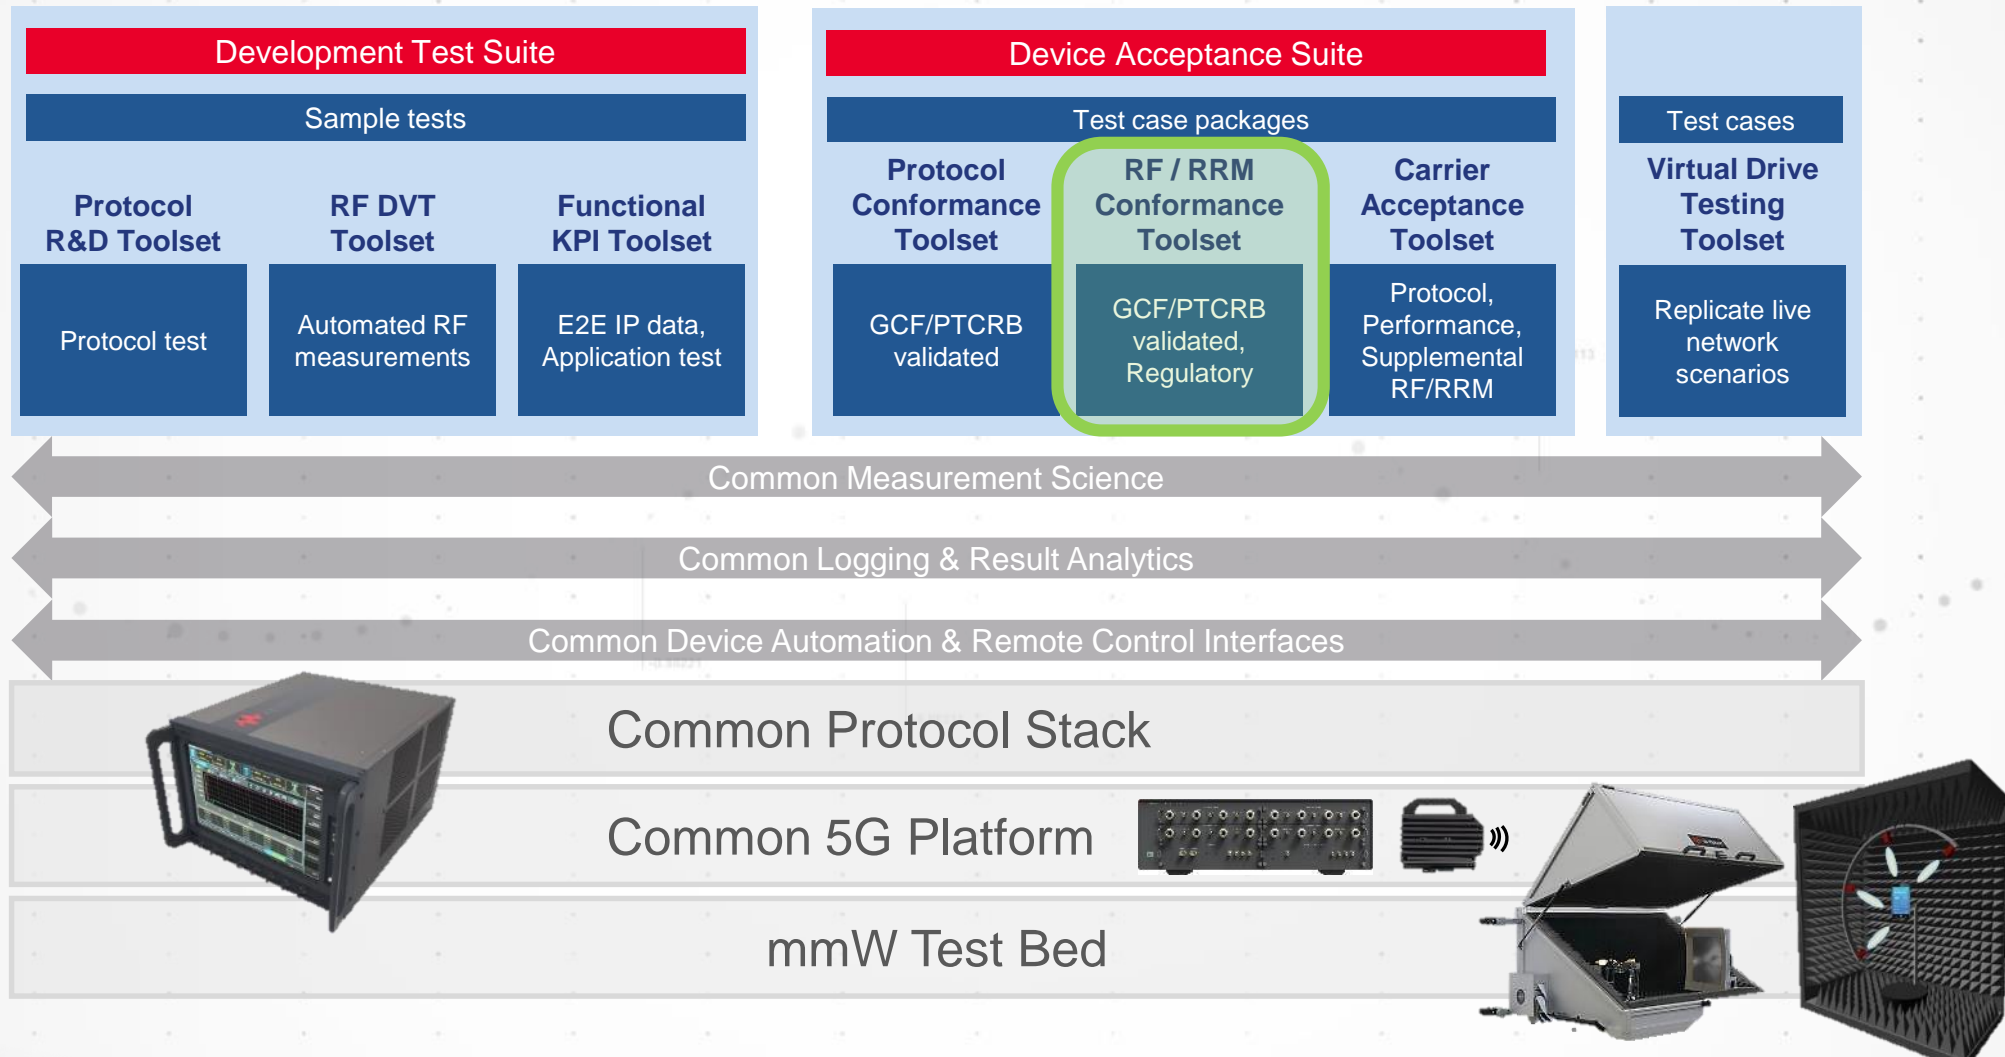 Development Test Suite
Sample tests
Protocol
R&D Toolset
RF DVT
Toolset
Functional
KPI Toolset
Protocol test
Automated RF
measurements
E2E IP data,
Application test
Device Acceptance Suite
Test case packages
Protocol
Conformance
Toolset
RF / RRM
Conformance
Toolset
Carrier
Acceptance
Toolset
GCF/PTCRB
validated
GCF/PTCRB
validated,
Regulatory
Protocol,
Performance,
Supplemental
RF/RRM
Test cases
Virtual Drive
Testing
Toolset
Replicate live
network
scenarios
Common Measurement Science
Common Logging & Result Analytics
Common Device Automation & Remote Control Interfaces
Common Protocol Stack
Common 5G Platform
mmW Test Bed